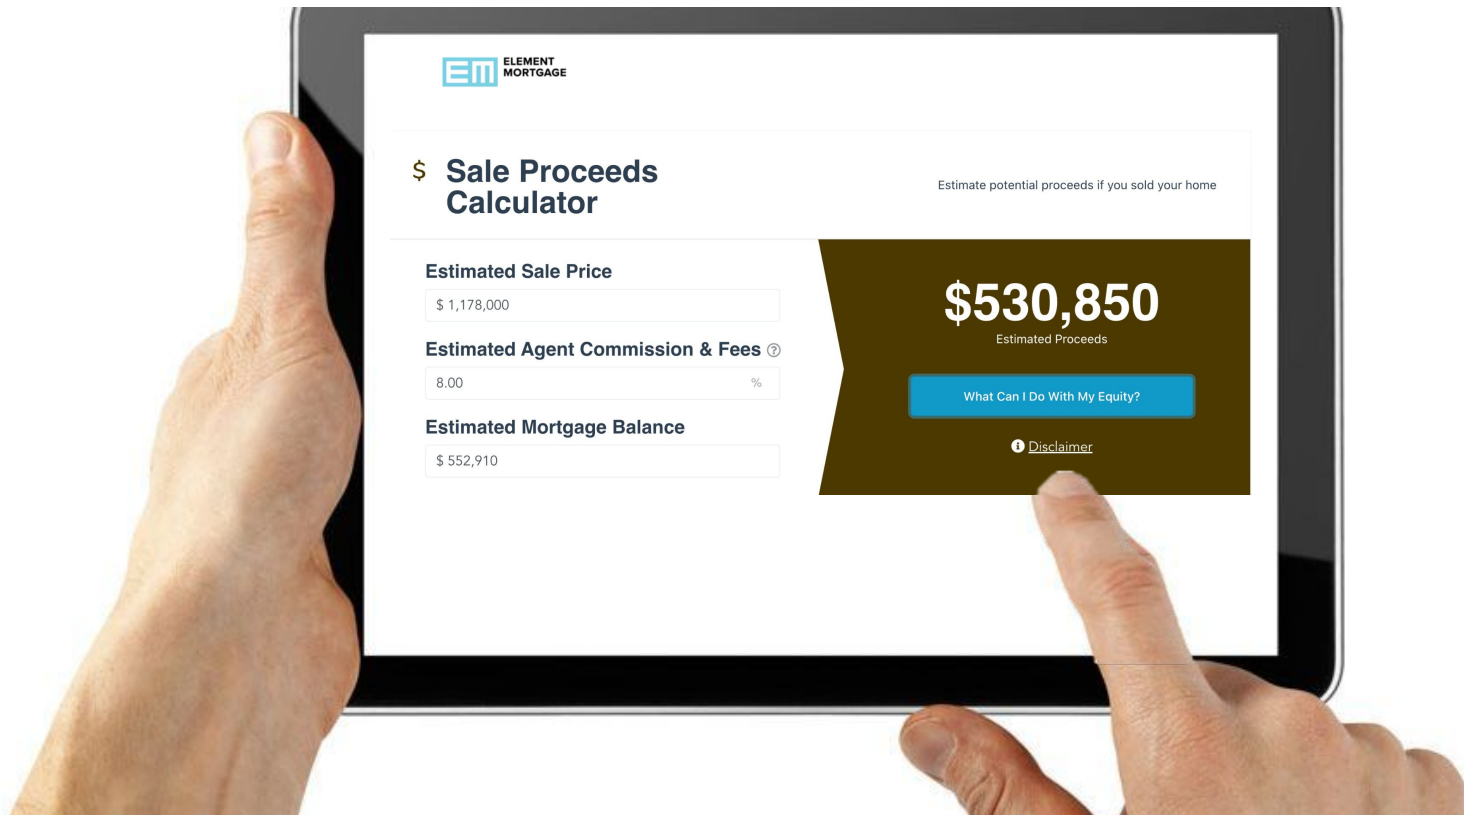 EM ELEMENT
MORTGAGE
$ Sale Proceeds
Calculator
Estimate potential proceeds if you sold your home
Estimated Sale Price
$ 1,178,000
Estimated Agent Commission & Fees ?
8.00 %
Estimated Mortgage Balance
$ 552,910
$530,850
Estimated Proceeds
What Can I Do With My Equity?
i Disclaimer